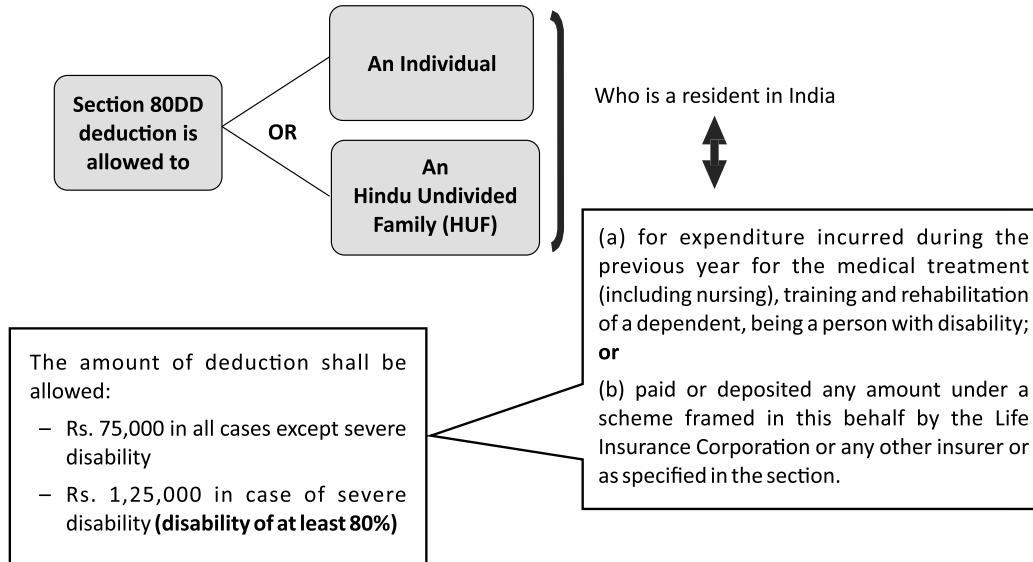 Section 80DD
deduction is
allowed to
OR
An Individual
An
Hindu Undivided
Family (HUF)
Who is a resident in India
(a) for expenditure incurred during the
previous year for the medical treatment
(including nursing), training and rehabilitation
of a dependent, being a person with disability;
or
(b) paid or deposited any amount under a
scheme framed in this behalf by the Life
Insurance Corporation or any other insurer or
as specified in the section.
The amount of deduction shall be
allowed:
– Rs. 75,000 in all cases except severe
disability
– Rs. 1,25,000 in case of severe
disability (disability of at least 80%)